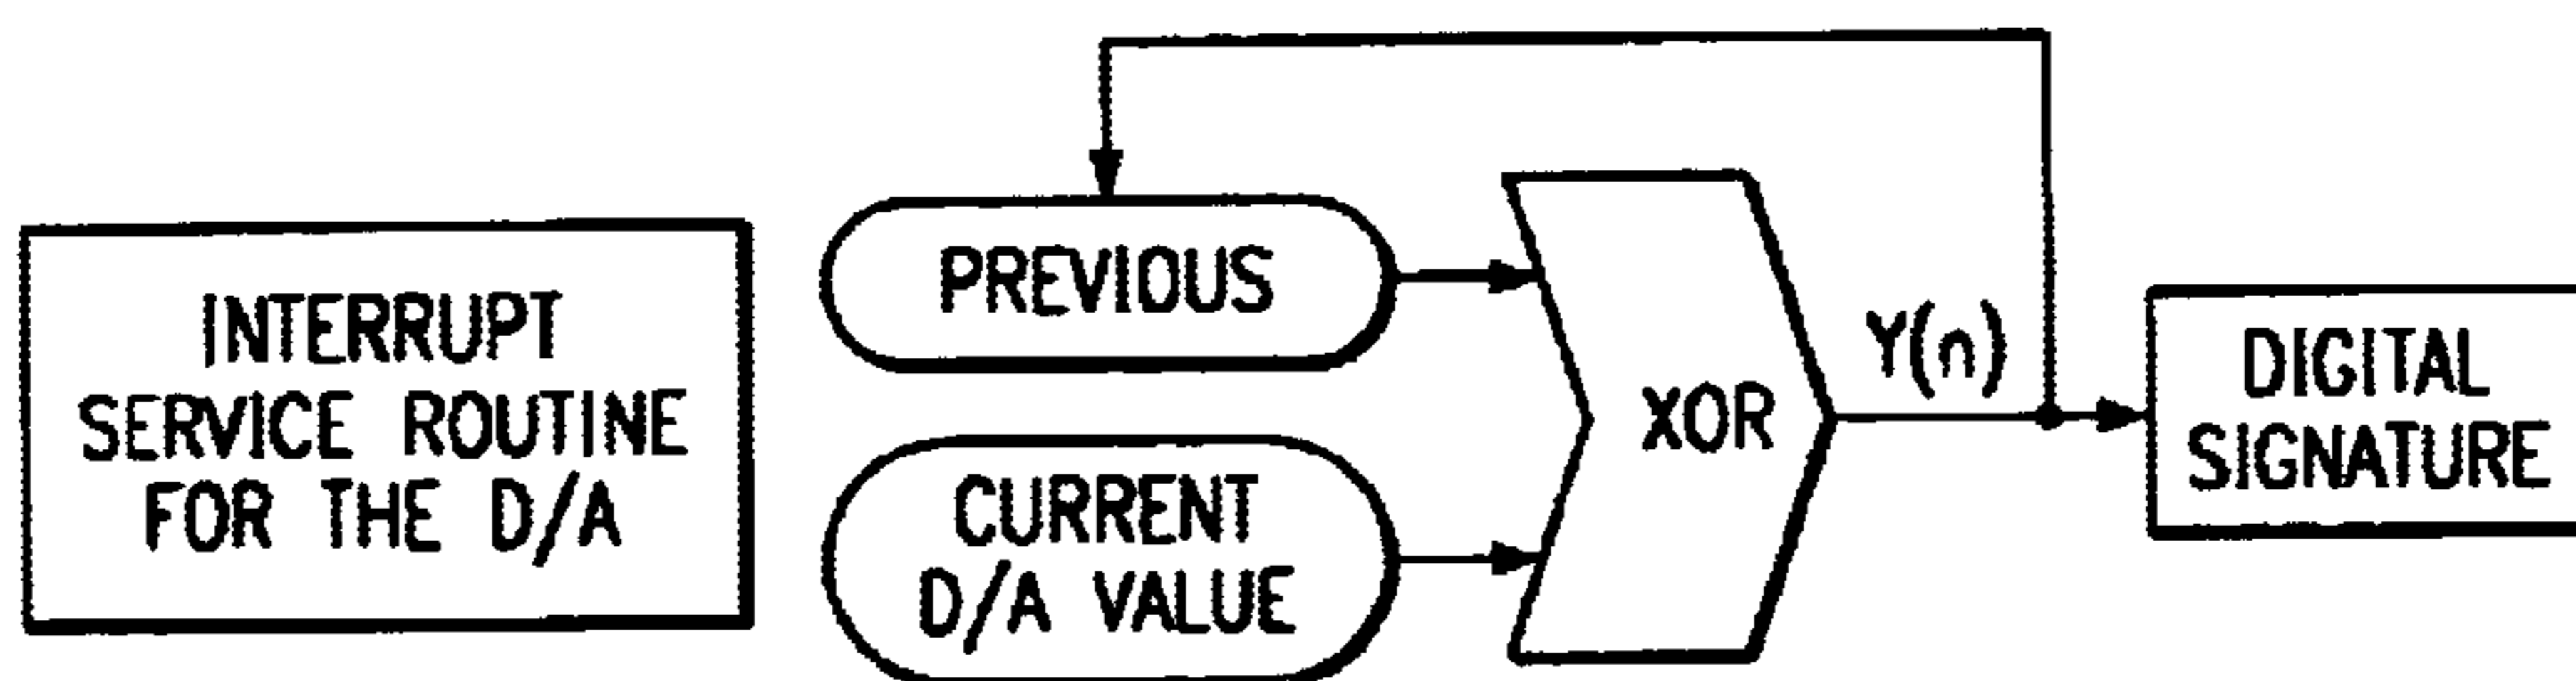 INTERRUPT
SERVICE ROUTINE
FOR THE D/A
PREVIOUS
CURRENT
D/A VALUE
XOR
Y(n)
DIGITAL
SIGNATURE